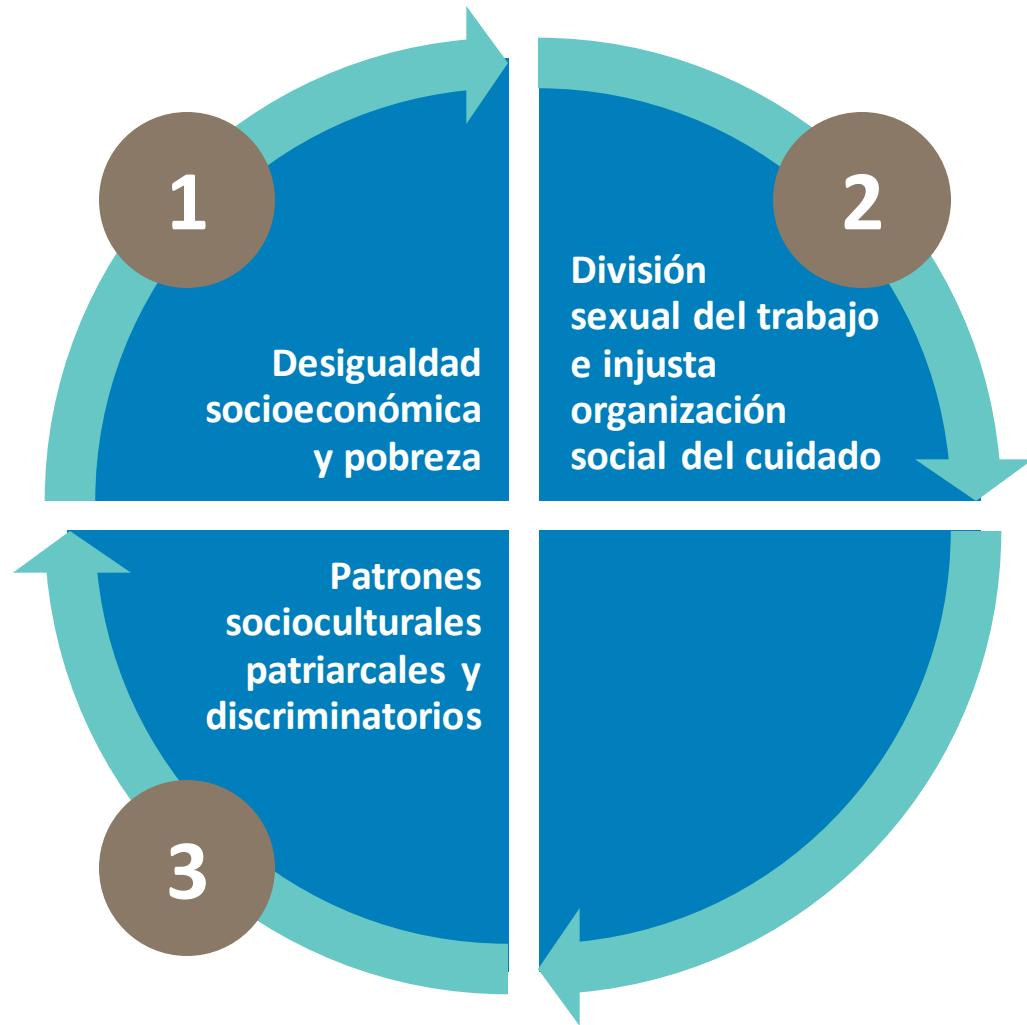 1
Desigualdad
socioeconómica
y pobreza
2
División
sexual del trabajo
e injusta
organización
social del cuidado
Patrones
socioculturales
patriarcales y
discriminatorios
3